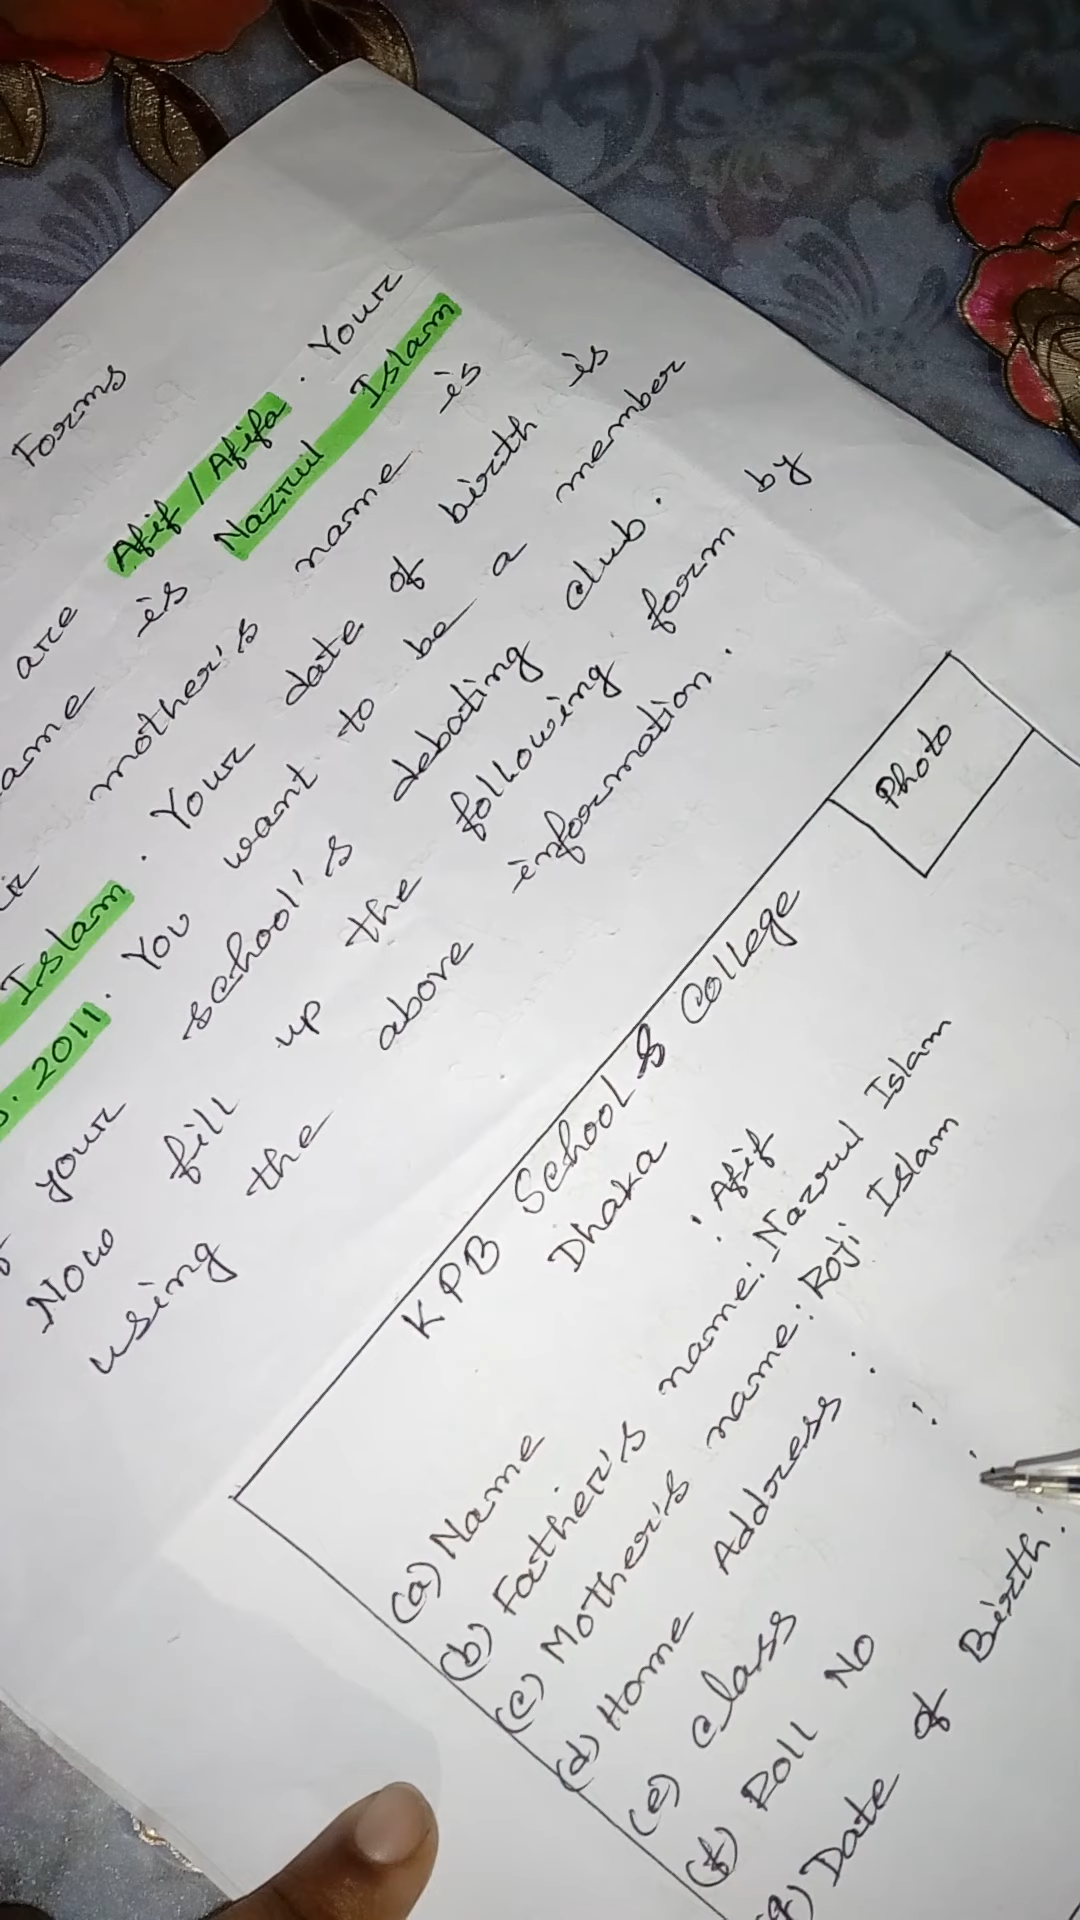 Forms
are Afif / Afifa. Your
name is Nazrul Islam
mother's name is
Islam. Your date of birth is
2011. You want to be a member
your school's debating club.
Now fill up the following form by
using the above information.
Photo
KPB School & College
Dhaka
(a) Name : Afif
(b) Father's name: Nazrul Islam
(c) Mother's name: Roji Islam
(d) Home Address :
(e) Class :
(f) Roll No :
(g) Date of Birth: